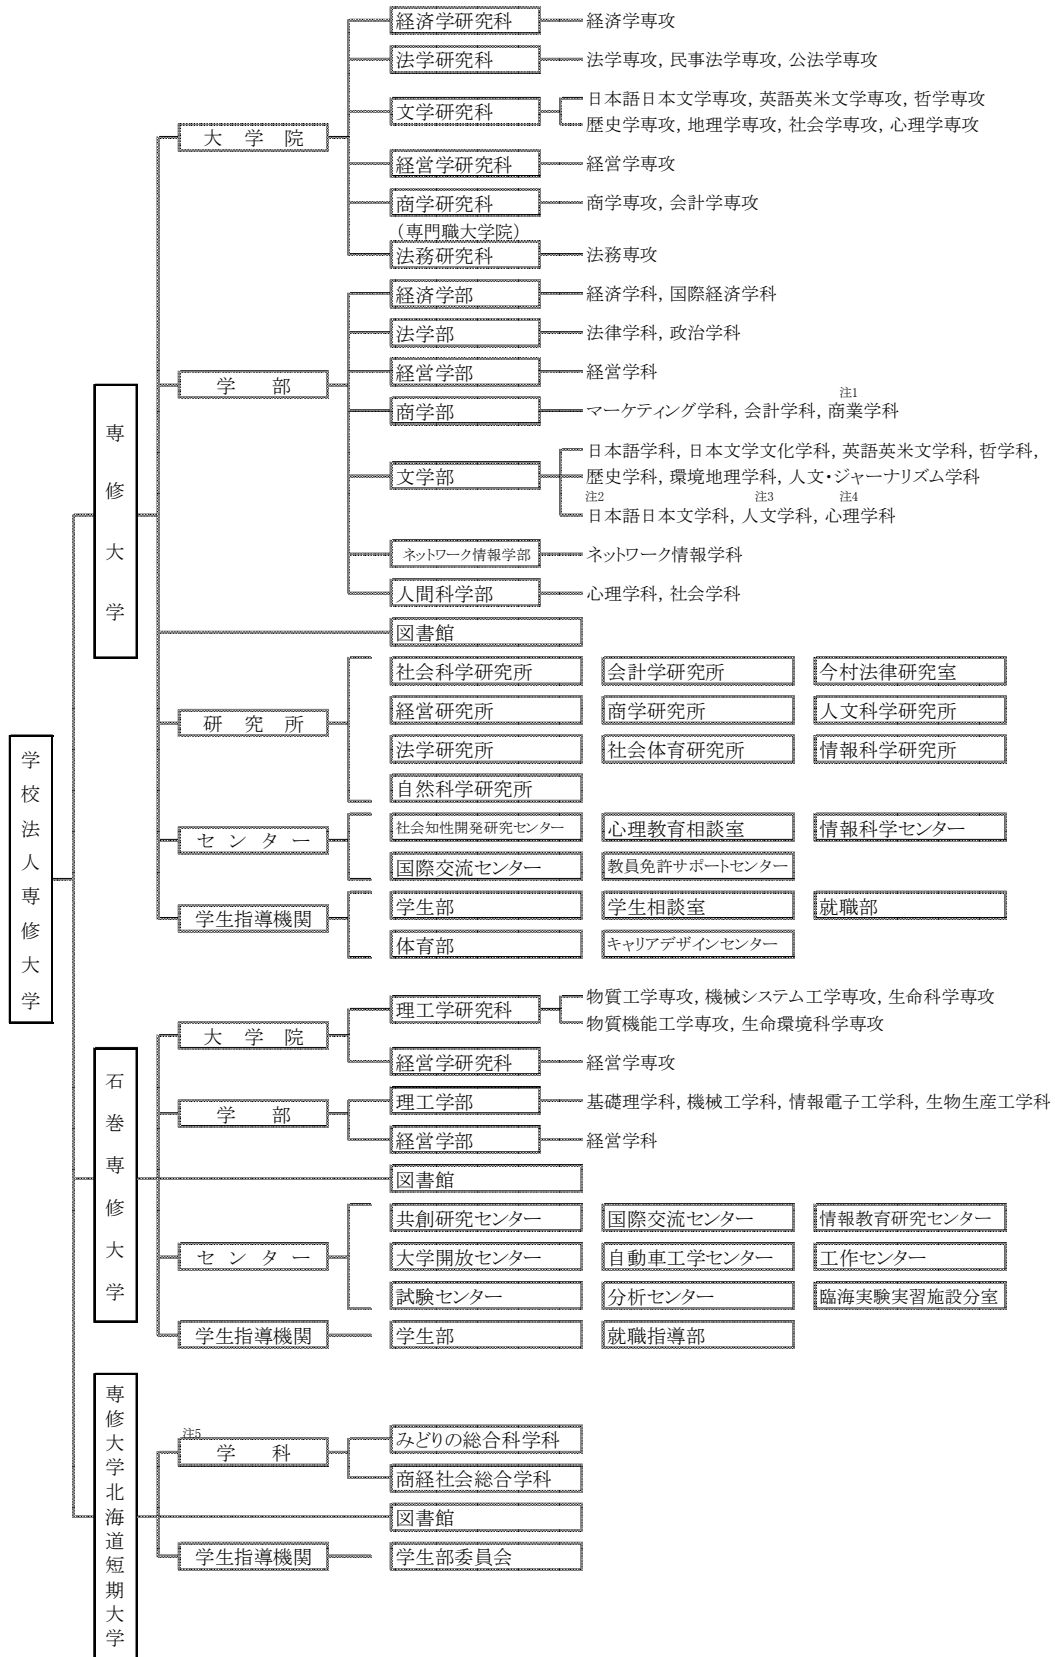 学校法人専修大学
専修大学
大学院
経済学研究科
経済学専攻
法学研究科
法学専攻, 民事法学専攻, 公法学専攻
文学研究科
日本語日本文学専攻, 英語英米文学専攻, 哲学専攻
歴史学専攻, 地理学専攻, 社会学専攻, 心理学専攻
経営学研究科
経営学専攻
商学研究科
商学専攻, 会計学専攻
(専門職大学院)
法務研究科
法務専攻
学部
経済学部
経済学科, 国際経済学科
法学部
法律学科, 政治学科
経営学部
経営学科
商学部
注1
マーケティング学科, 会計学科, 商業学科
文学部
日本語学科, 日本文学文化学科, 英語英米文学科, 哲学科,
歴史学科, 環境地理学科, 人文・ジャーナリズム学科
注2 注3 注4
日本語日本文学科, 人文学科, 心理学科
ネットワーク情報学部
ネットワーク情報学科
人間科学部
心理学科, 社会学科
図書館
研究所
社会科学研究所 会計学研究所 今村法律研究室
経営研究所 商学研究所 人文科学研究所
法学研究所 社会体育研究所 情報科学研究所
自然科学研究所
センター
社会知性開発研究センター 心理教育相談室 情報科学センター
国際交流センター 教員免許サポートセンター
学生指導機関
学生部 学生相談室 就職部
体育部 キャリアデザインセンター
石巻専修大学
大学院
理工学研究科
物質工学専攻, 機械システム工学専攻, 生命科学専攻
物質機能工学専攻, 生命環境科学専攻
経営学研究科
経営学専攻
学部
理工学部
基礎理学科, 機械工学科, 情報電子工学科, 生物生産工学科
経営学部
経営学科
図書館
センター
共創研究センター 国際交流センター 情報教育研究センター
大学開放センター 自動車工学センター 工作センター
試験センター 分析センター 臨海実験実習施設分室
学生指導機関
学生部 就職指導部
専修大学北海道短期大学
注5
学科
みどりの総合科学科
商経社会総合学科
図書館
学生指導機関
学生部委員会